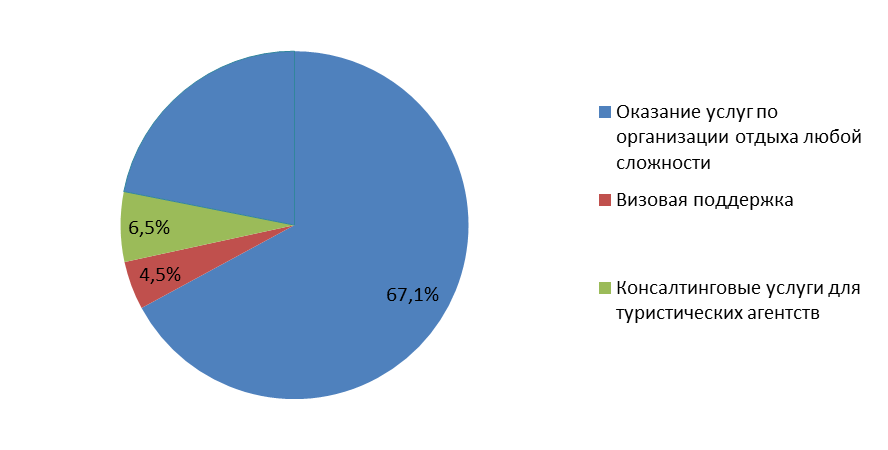 6,5%
4,5%
67,1%
Оказание услуг по
организации отдыха любой
сложности
Визовая поддержка
Консалтинговые услуги для
туристических агентств